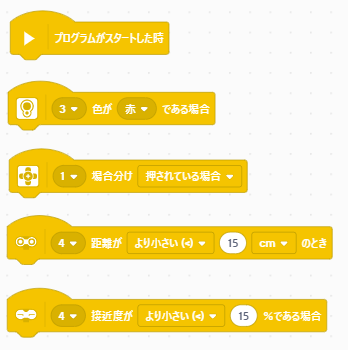 プログラムがスタートした時
3 色が 赤 である場合
1 場合分け 押されている場合
4 距離が より小さい (<) 15 cm のとき
4 接近度が より小さい (<) 15 %である場合